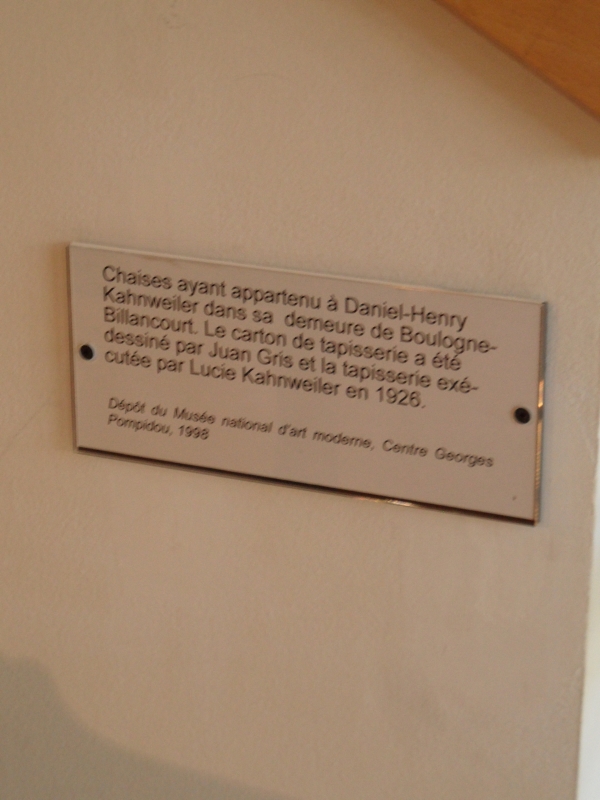 Chaises ayant appartenu à Daniel-Henry
Kahnweiler dans sa demeure de Boulogne-
Billancourt. Le carton de tapisserie a été
dessiné par Juan Gris et la tapisserie exé-
cutée par Lucie Kahnweiler en 1926.
Dépôt du Musée national d'art moderne, Centre Georges
Pompidou, 1998